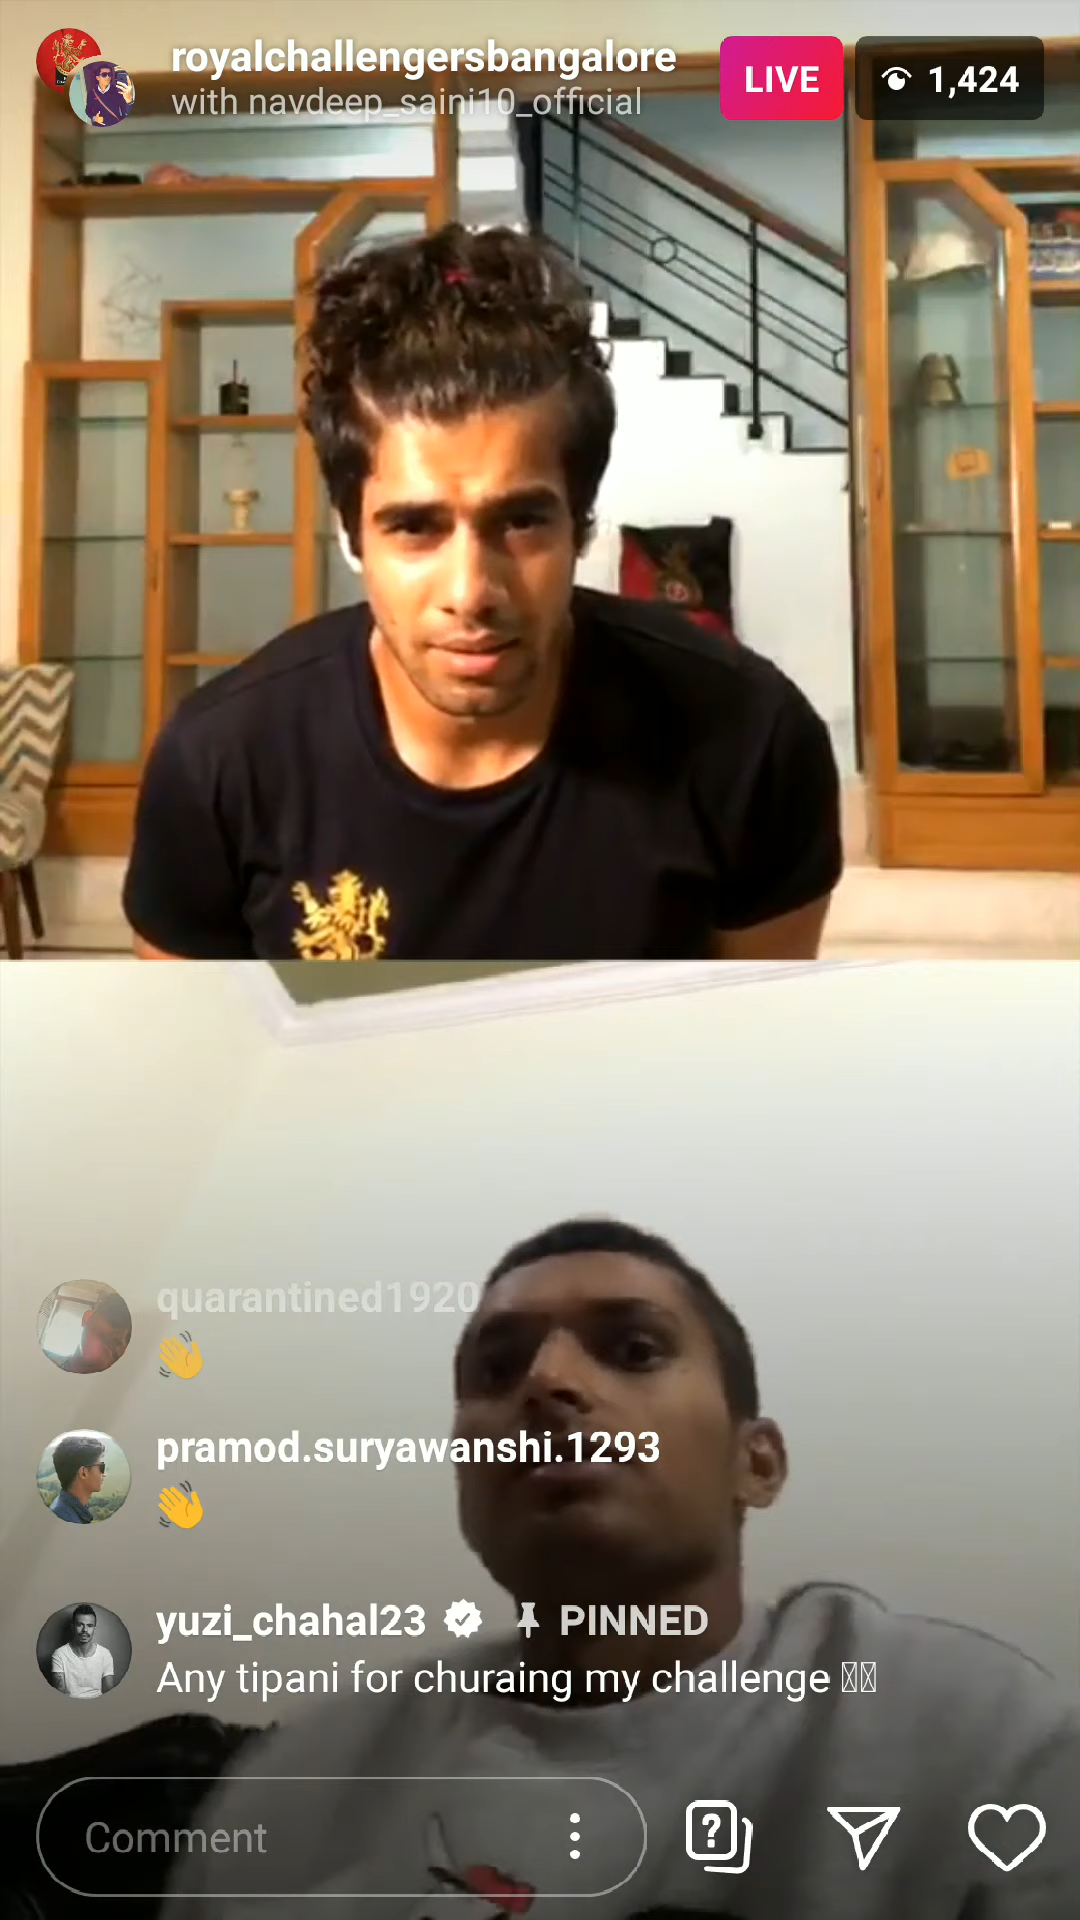 royalchallengersbangalore
with navdeep_saini10_official
LIVE
1,424
quarantined1920
👋
pramod.suryawanshi.1293
👋
yuzi_chahal23 PINNED
Any tipani for churaing my challenge
Comment